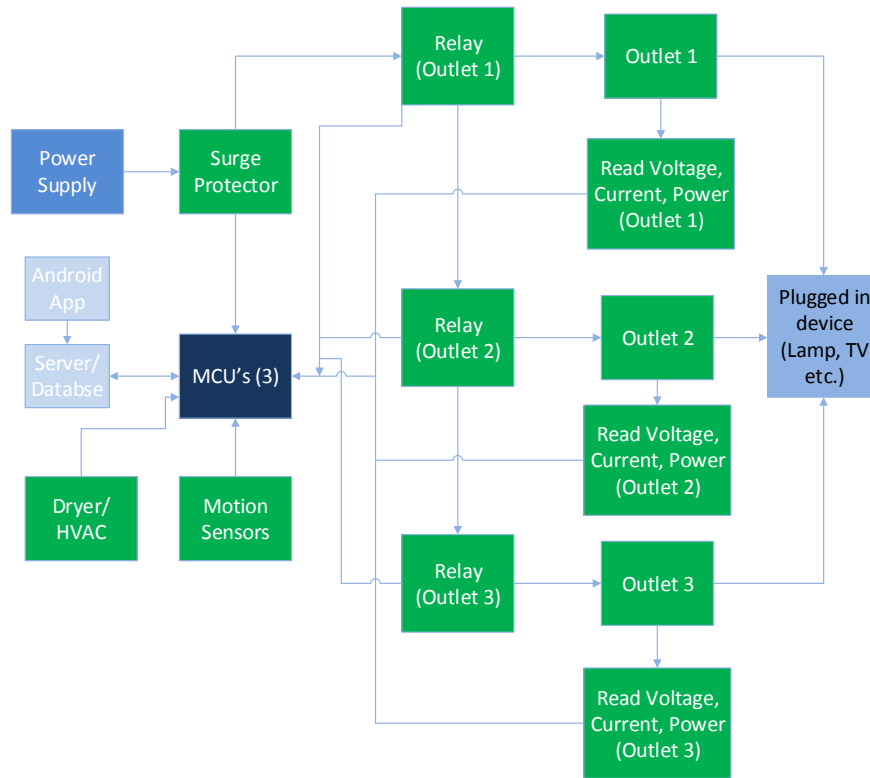 Relay
(Outlet 1)
Outlet 1
Power
Supply
Surge
Protector
Read Voltage,
Current, Power
(Outlet 1)
Android
App
Server/
Databse
MCU's (3)
Relay
(Outlet 2)
Outlet 2
Plugged in
device
(Lamp, TV
etc.)
Read Voltage,
Current, Power
(Outlet 2)
Dryer/
HVAC
Motion
Sensors
Relay
(Outlet 3)
Outlet 3
Read Voltage,
Current, Power
(Outlet 3)